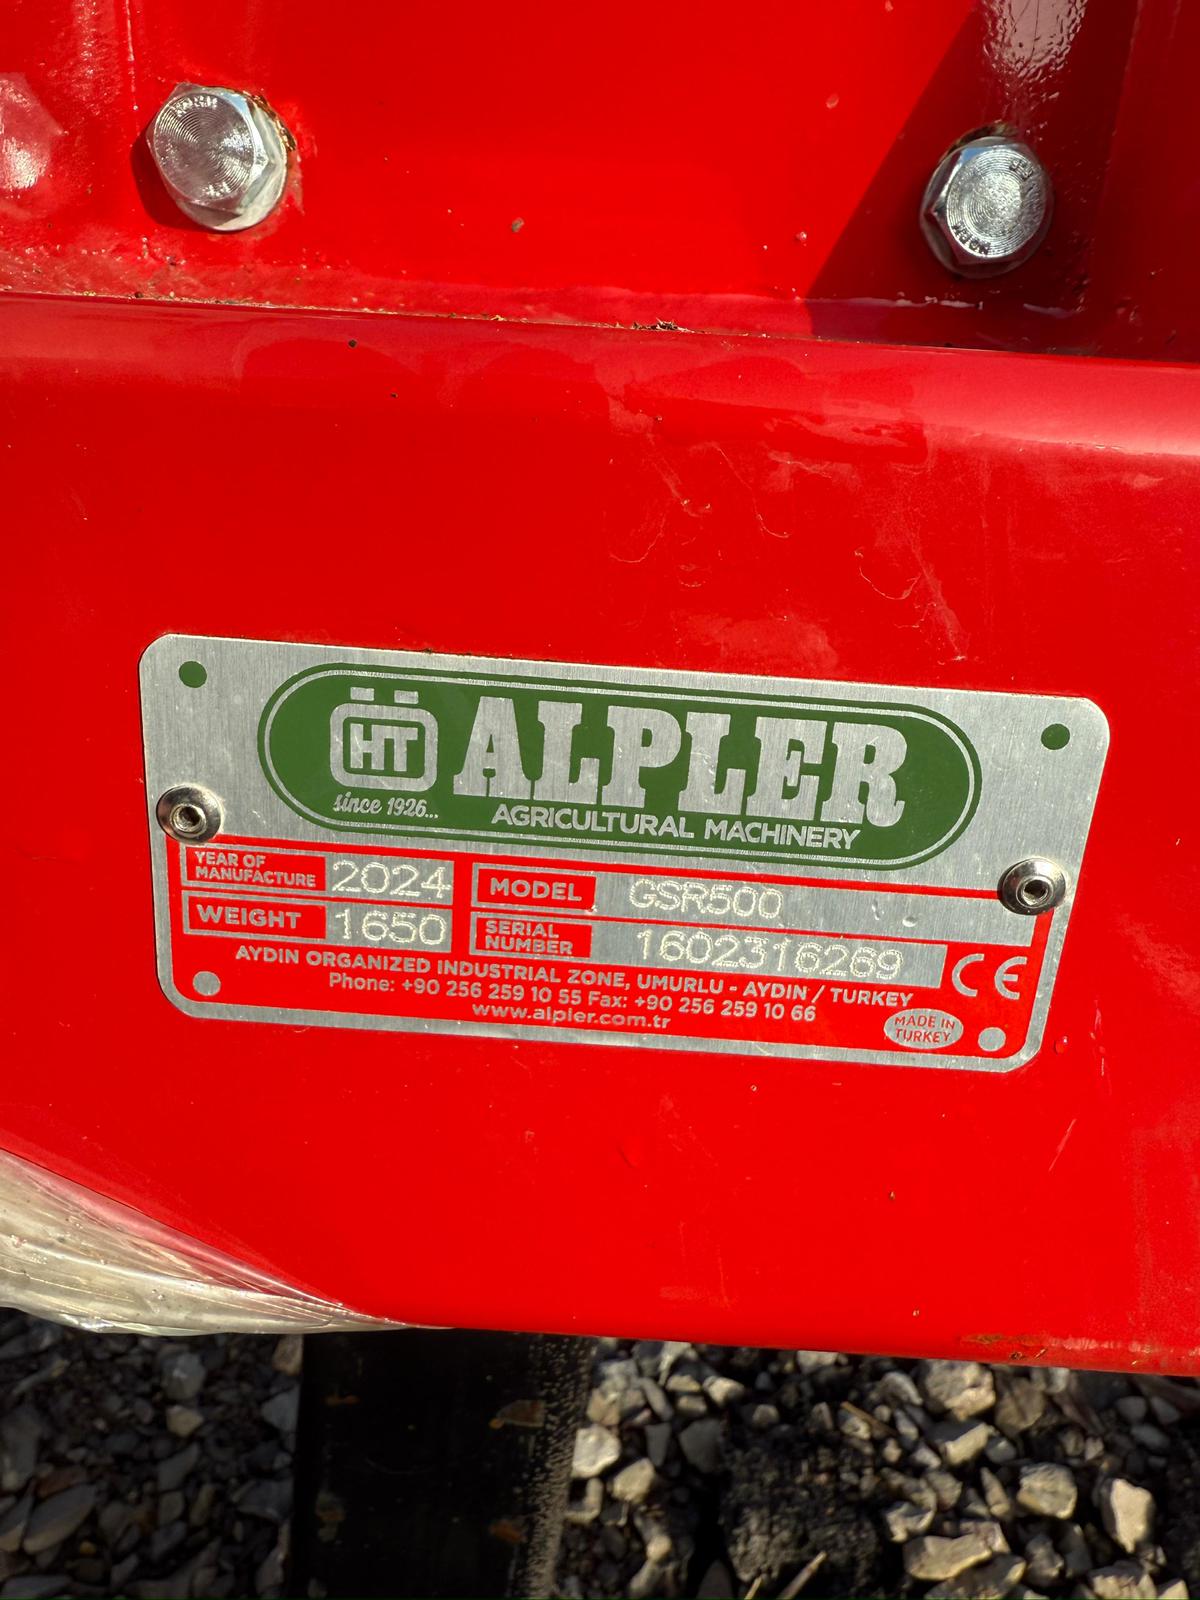 HT
ALPLER
since 1926...
AGRICULTURAL MACHINERY
YEAR OF
MANUFACTURE
2024
MODEL
GSR500
WEIGHT
1650
SERIAL
NUMBER
1602316269
CE
AYDIN ORGANIZED INDUSTRIAL ZONE, UMURLU - AYDIN / TURKEY
Phone: +90 256 259 10 55 Fax: +90 256 259 10 66
www.alpler.com.tr
MADE IN
TURKEY